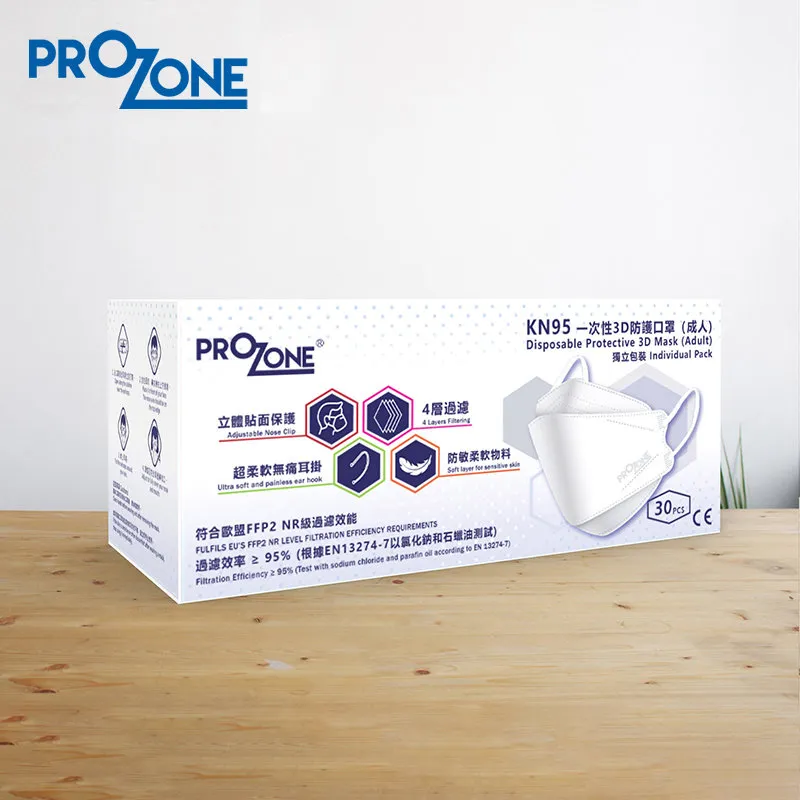 PROZONE
PROZONE®
KN95 一次性3D防護口罩 (成人)
Disposable Protective 3D Mask (Adult)
獨立包裝 Individual Pack
立體貼面保護
Adjustable Nose Clip
4層過濾
4 Layers Filtering
超柔軟無痛耳掛
Ultra soft and painless ear hook
防敏柔軟物料
Soft layer for sensitive skin
PROZONE
30PCS
CE
符合歐盟FFP2 NR級過濾效能
FULFILS EU'S FFP2 NR LEVEL FILTRATION EFFICIENCY REQUIREMENTS
過濾效率 ≥ 95% (根據EN13274-7以氯化鈉和石蠟油測試)
Filtration Efficiency ≥ 95% (Test with sodium chloride and parafin oil according to EN 13274-7)